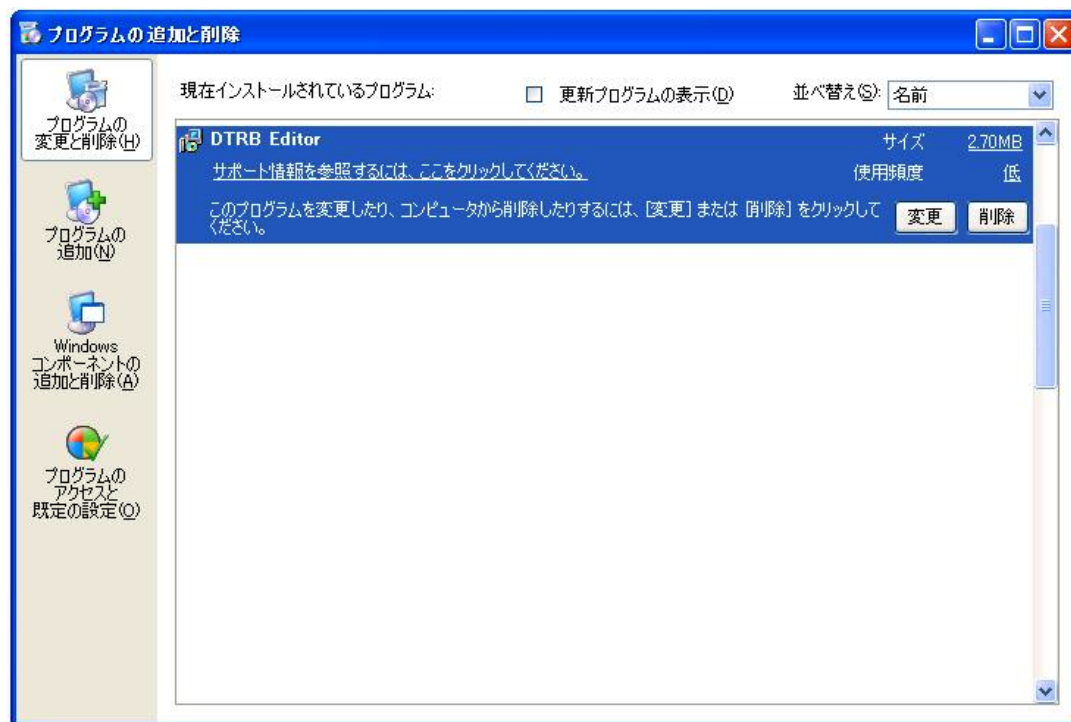 プログラムの追加と削除
プログラムの
変更と削除(H)
現在インストールされているプログラム:
更新プログラムの表示(D)
並べ替え(S):
名前
DTRB Editor
サイズ
2.70MB
サポート情報を参照するには、ここをクリックしてください。
使用頻度
低
このプログラムを変更したり、コンピュータから削除したりするには、[変更] または [削除] をクリックして
ください。
変更
削除
プログラムの
追加(N)
Windows
コンポーネントの
追加と削除(A)
プログラムの
アクセスと
既定の設定(O)